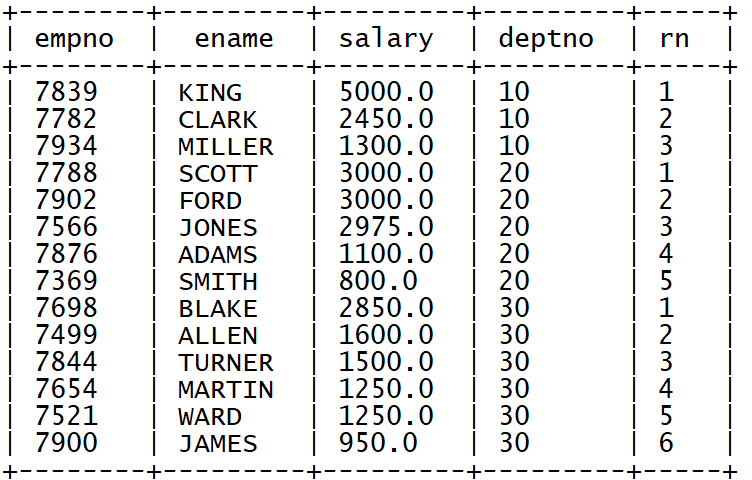 +--------+---------+---------+---------+-----+
| empno  |  ename  | salary  | deptno  | rn  |
+--------+---------+---------+---------+-----+
| 7839   | KING    | 5000.0  | 10      | 1   |
| 7782   | CLARK   | 2450.0  | 10      | 2   |
| 7934   | MILLER  | 1300.0  | 10      | 3   |
| 7788   | SCOTT   | 3000.0  | 20      | 1   |
| 7902   | FORD    | 3000.0  | 20      | 2   |
| 7566   | JONES   | 2975.0  | 20      | 3   |
| 7876   | ADAMS   | 1100.0  | 20      | 4   |
| 7369   | SMITH   | 800.0   | 20      | 5   |
| 7698   | BLAKE   | 2850.0  | 30      | 1   |
| 7499   | ALLEN   | 1600.0  | 30      | 2   |
| 7844   | TURNER  | 1500.0  | 30      | 3   |
| 7654   | MARTIN  | 1250.0  | 30      | 4   |
| 7521   | WARD    | 1250.0  | 30      | 5   |
| 7900   | JAMES   | 950.0   | 30      | 6   |
+--------+---------+---------+---------+-----+